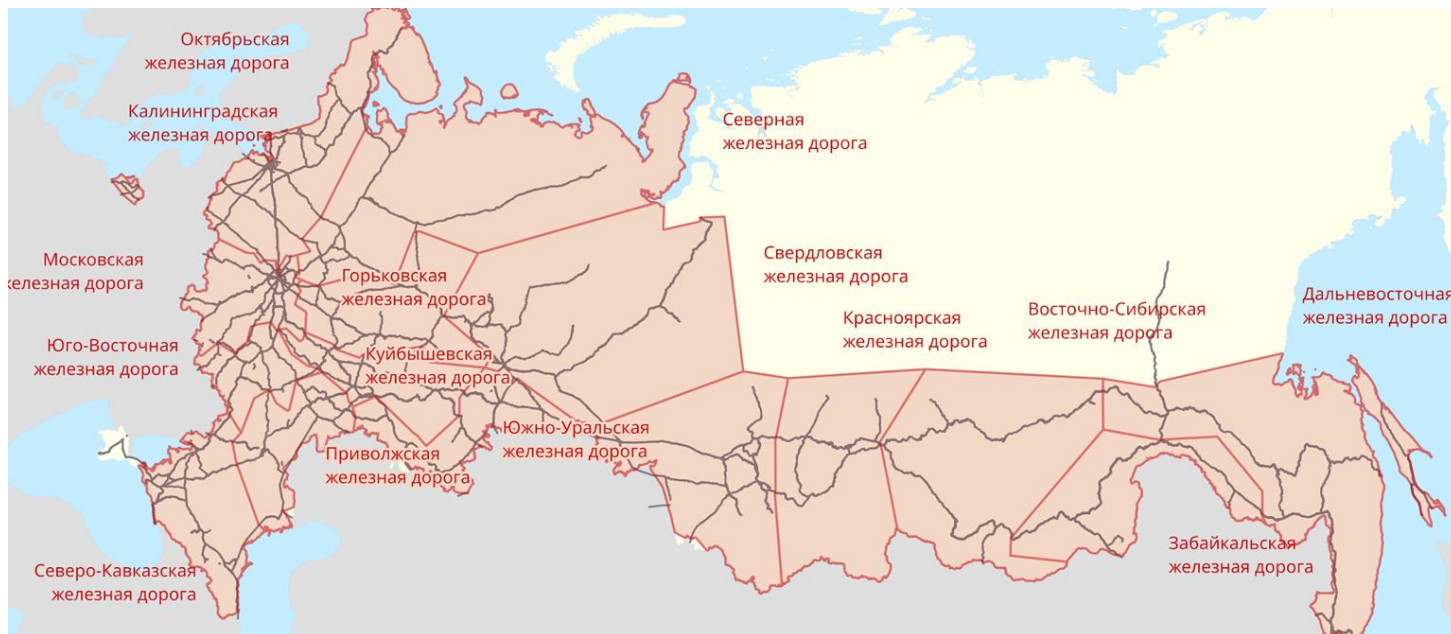 Октябрьская
железная дорога
Калининградская
железная дорога
Северная
железная дорога
Московская
железная дорога
Горьковская
железная дорога
Свердловская
железная дорога
Красноярская
железная дорога
Восточно-Сибирская
железная дорога
Дальневосточная
железная дорога
Юго-Восточная
железная дорога
Куйбышевская
железная дорога
Южно-Уральская
железная дорога
Приволжская
железная дорога
Северо-Кавказская
железная дорога
Забайкальская
железная дорога